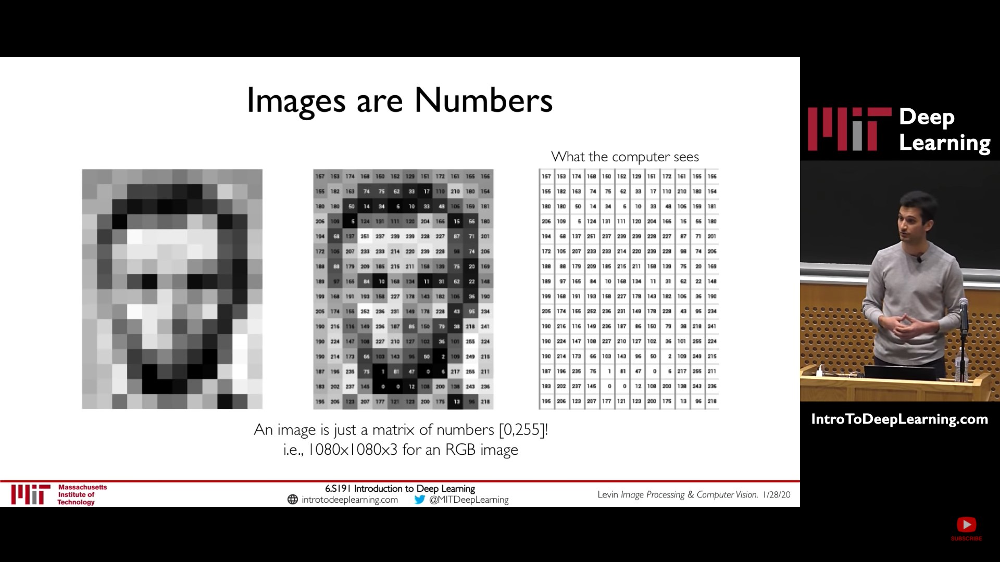 Images are Numbers
What the computer sees
157 153 174 168 150 152 129 151 172 161 155 156
155 182 163 74 75 62 33 17 110 210 180 154
180 180 50 14 34 6 10 33 48 106 159 181
206 109 5 124 131 111 120 204 166 15 56 180
194 68 137 251 237 239 239 228 227 87 71 201
172 105 207 233 233 214 220 239 228 98 74 206
188 88 179 209 185 215 211 158 139 75 20 169
189 97 165 84 10 168 134 11 31 62 22 148
199 168 191 193 158 227 178 143 182 106 36 190
205 174 155 252 236 231 149 178 228 43 95 234
190 216 116 149 236 187 86 150 79 38 218 241
190 224 147 108 227 210 127 102 36 101 255 224
190 214 173 66 103 143 96 50 2 109 249 215
187 196 235 75 1 81 47 0 6 217 255 211
183 202 237 145 0 0 12 108 200 138 243 236
195 206 123 207 177 121 123 200 175 13 96 218
157 153 174 168 150 152 129 151 172 161 155 156
155 182 163 74 75 62 33 17 110 210 180 154
180 180 50 14 34 6 10 33 48 106 159 181
206 109 5 124 131 111 120 204 166 15 56 180
194 68 137 251 237 239 239 228 227 87 71 201
172 105 207 233 233 214 220 239 228 98 74 206
188 88 179 209 185 215 211 158 139 75 20 169
189 97 165 84 10 168 134 11 31 62 22 148
199 168 191 193 158 227 178 143 182 106 36 190
205 174 155 252 236 231 149 178 228 43 95 234
190 216 116 149 236 187 86 150 79 38 218 241
190 224 147 108 227 210 127 102 36 101 255 224
190 214 173 66 103 143 96 50 2 109 249 215
187 196 235 75 1 81 47 0 6 217 255 211
183 202 237 145 0 0 12 108 200 138 243 236
195 206 123 207 177 121 123 200 175 13 96 218
An image is just a matrix of numbers [0,255]!
i.e., 1080x1080x3 for an RGB image
MIT
Massachusetts
Institute of
Technology
6.S191 Introduction to Deep Learning
introtodeeplearning.com @MITDeepLearning
Levin Image Processing & Computer Vision. 1/28/20
MIT Deep
Learning
IntroToDeepLearning.com
SUBSCRIBE